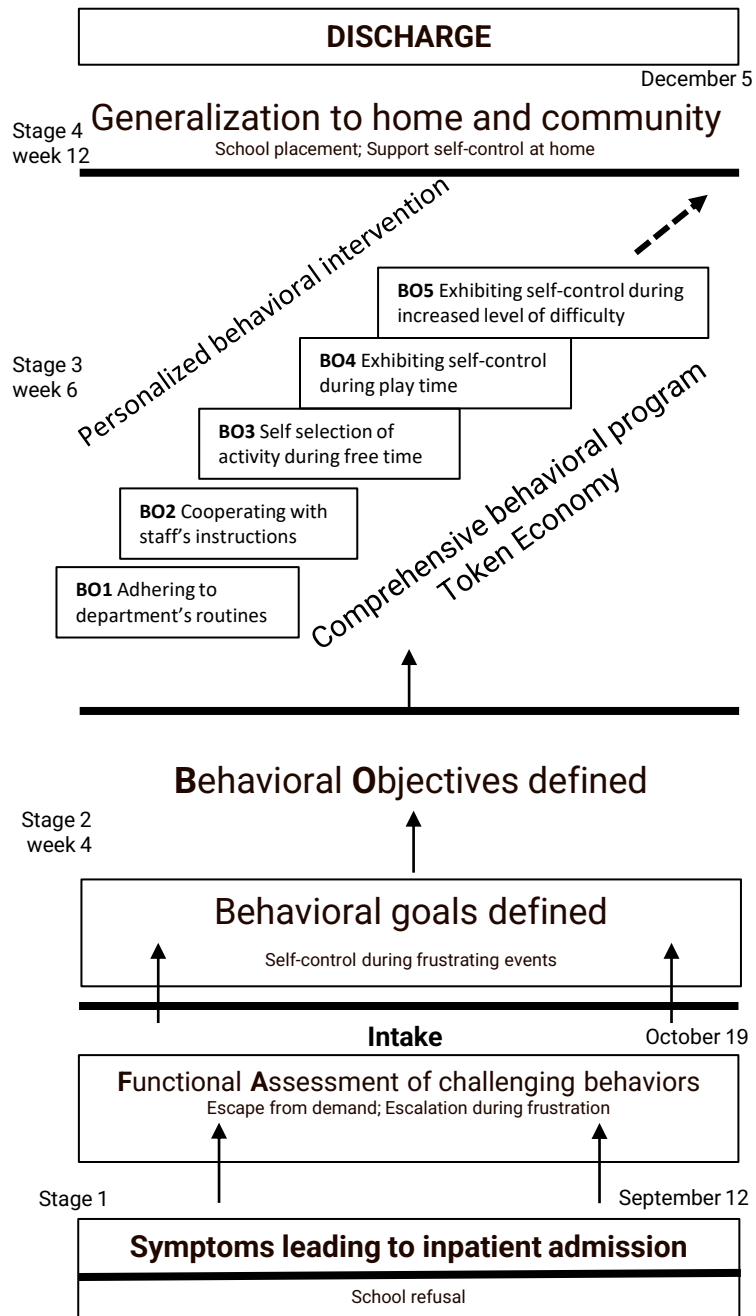 DISCHARGE
December 5
Generalization to home and community
Stage 4
week 12
School placement; Support self-control at home
Personalized behavioral intervention
BO5 Exhibiting self-control during
increased level of difficulty
Stage 3
week 6
BO4 Exhibiting self-control
during play time
BO3 Self selection of
activity during free time
BO2 Cooperating with
staff's instructions
BO1 Adhering to
department's routines
Comprehensive behavioral program
Token Economy
Behavioral Objectives defined
Stage 2
week 4
Behavioral goals defined
Self-control during frustrating events
Intake
October 19
Functional Assessment of challenging behaviors
Escape from demand; Escalation during frustration
Stage 1
September 12
Symptoms leading to inpatient admission
School refusal